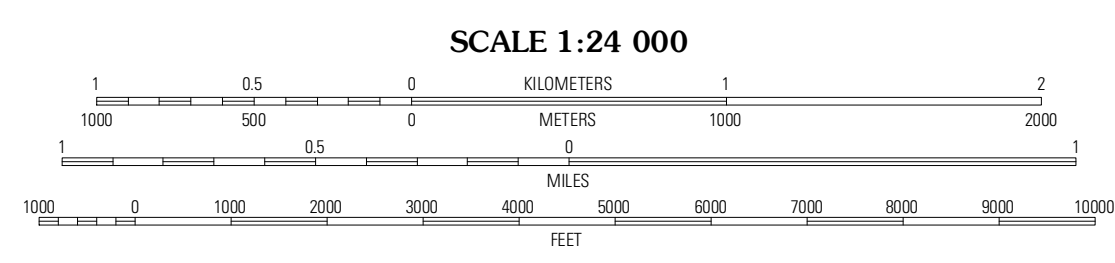 SCALE 1:24 000
1 0.5 0 KILOMETERS 1 2
1000 500 0 METERS 1000 2000
1 0.5 0 1
MILES
1000 0 1000 2000 3000 4000 5000 6000 7000 8000 9000 10000
FEET